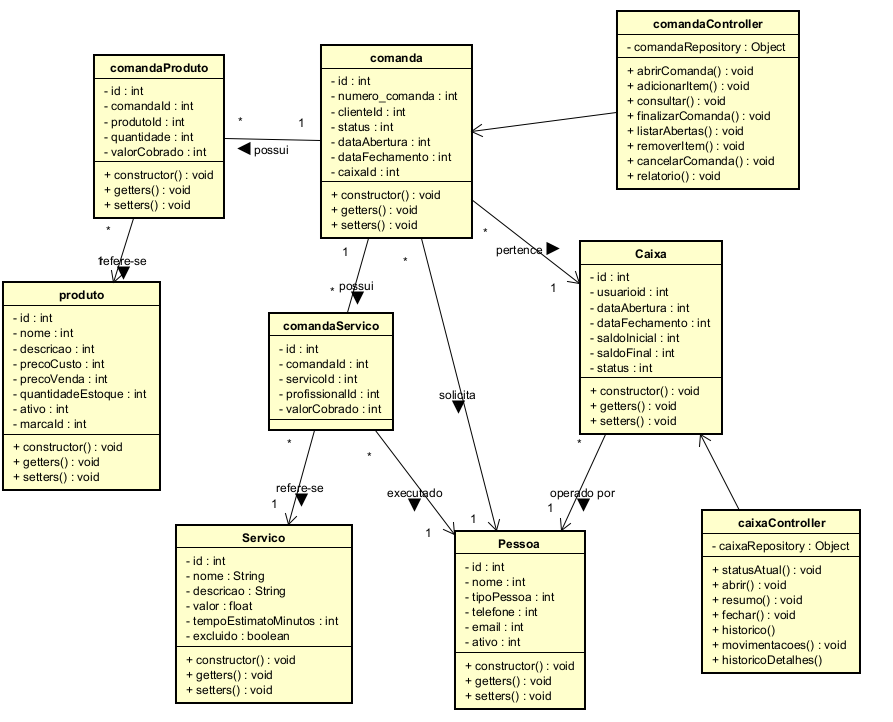 comandaController
- comandaRepository : Object
+ abrirComanda() : void
+ adicionarItem() : void
+ consultar() : void
+ finalizarComanda() : void
+ listarAbertas() : void
+ removerItem() : void
+ cancelarComanda() : void
+ relatorio() : void
comanda
- id : int
- numero_comanda : int
- clienteId : int
- status : int
- dataAbertura : int
- dataFechamento : int
- caixaId : int
+ constructor() : void
+ getters() : void
+ setters() : void
comandaProduto
- id : int
- comandaId : int
- produtoId : int
- quantidade : int
- valorCobrado : int
+ constructor() : void
+ getters() : void
+ setters() : void
*
1
possui
*
refere-se
1
produto
- id : int
- nome : int
- descricao : int
- precoCusto : int
- precoVenda : int
- quantidadeEstoque : int
- ativo : int
- marcaId : int
+ constructor() : void
+ getters() : void
+ setters() : void
1
possui
*
*
solicita
1
*
pertence
1
Caixa
- id : int
- usuarioid : int
- dataAbertura : int
- dataFechamento : int
- saldoInicial : int
- saldoFinal : int
- status : int
+ constructor() : void
+ getters() : void
+ setters() : void
comandaServico
- id : int
- comandaId : int
- servicoId : int
- profissionalId : int
- valorCobrado : int
*
refere-se
1
*
executado
1
*
operado por
1
Servico
- id : int
- nome : String
- descricao : String
- valor : float
- tempoEstimatoMinutos : int
- excluido : boolean
+ constructor() : void
+ getters() : void
+ setters() : void
Pessoa
- id : int
- nome : int
- tipoPessoa : int
- telefone : int
- email : int
- ativo : int
+ constructor() : void
+ getters() : void
+ setters() : void
caixaController
- caixaRepository : Object
+ statusAtual() : void
+ abrir() : void
+ resumo() : void
+ fechar() : void
+ historico()
+ movimentacoes() : void
+ historicoDetalhes()